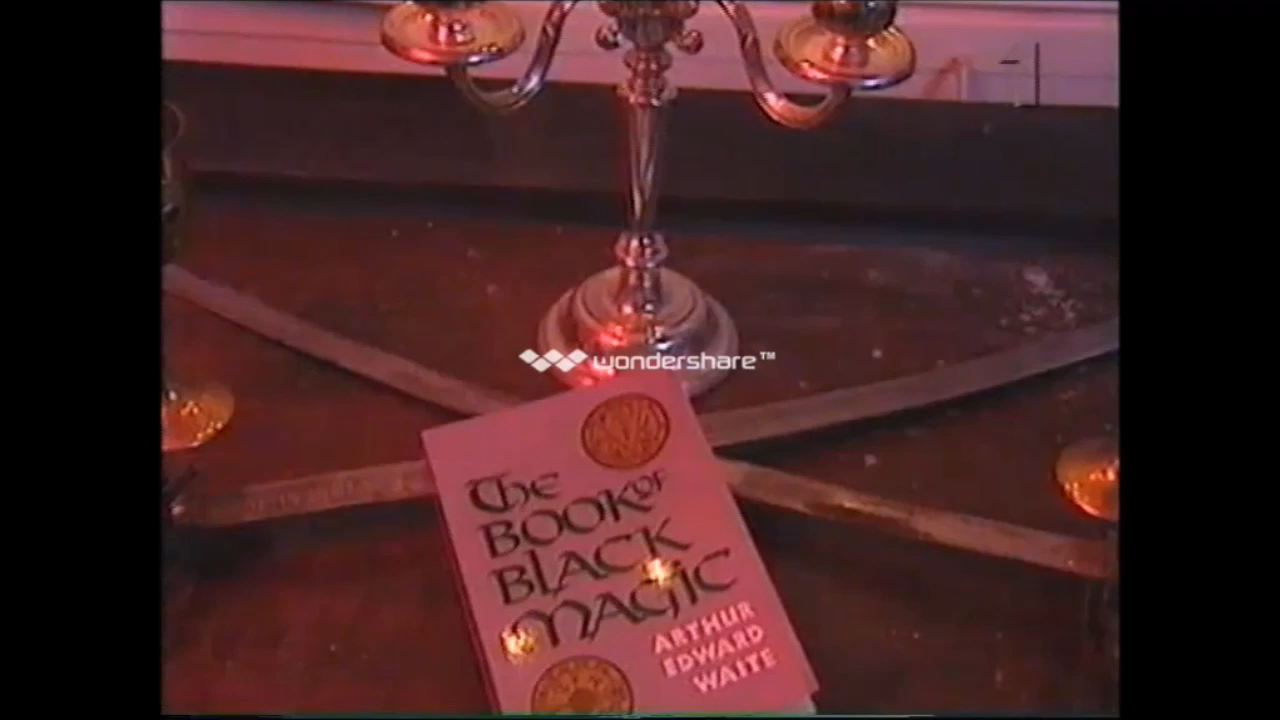 wondershare™
The
BOOK OF
BLACK
MAGIC
ARTHUR
EDWARD
WAITE